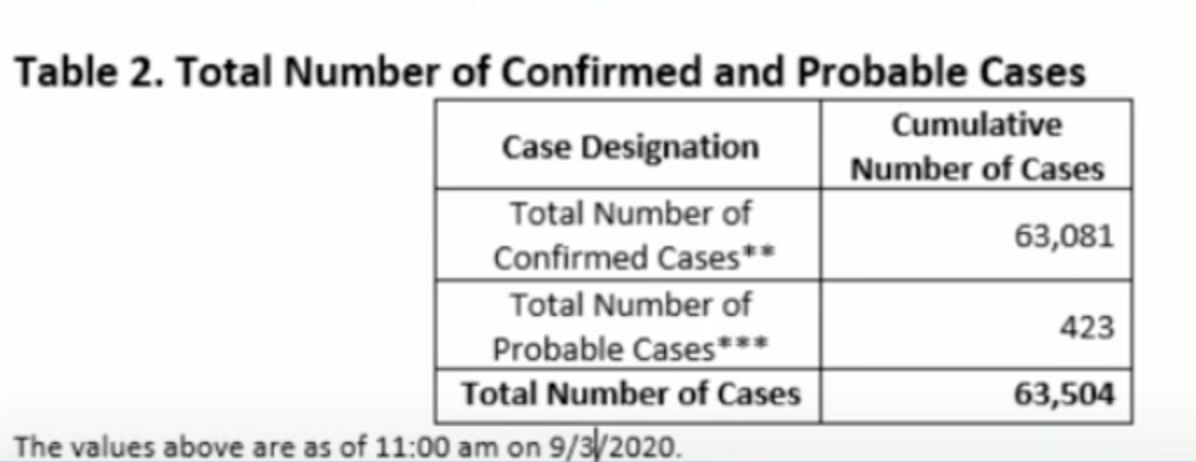 Table 2. Total Number of Confirmed and Probable Cases
Case Designation
Cumulative
Number of Cases
Total Number of
Confirmed Cases**
63,081
Total Number of
Probable Cases***
423
Total Number of Cases
63,504
The values above are as of 11:00 am on 9/3/2020.